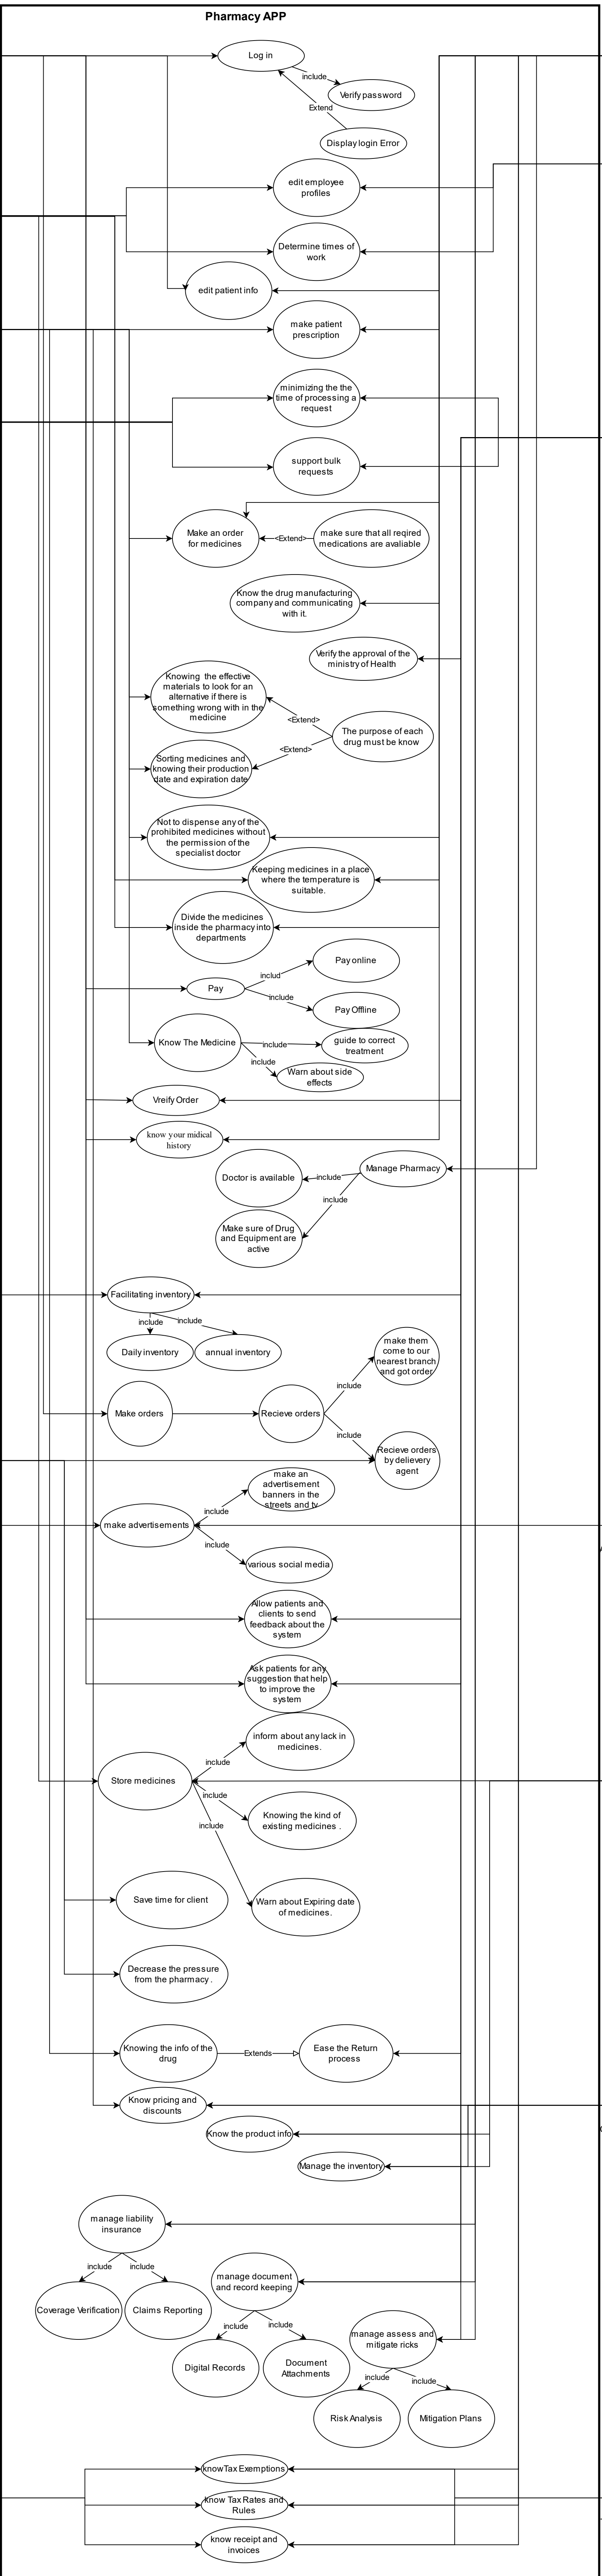 Pharmacy APP
Log in
include
Verify password
Extend
Display login Error
edit employee
profiles
Determine times of
work
edit patient info
make patient
prescription
minimizing the the
time of processing a
request
support bulk
requests
Make an order
for medicines
<Extend>
make sure that all reqired
medications are avaliable
Know the drug manufacturing
company and communicating
with it.
Verify the approval of the
ministry of Health
Knowing the effective
materials to look for an
alternative if there is
something wrong with in the
medicine
<Extend>
The purpose of each
drug must be know
<Extend>
Sorting medicines and
knowing their production
date and expiration date
Not to dispense any of the
prohibited medicines without
the permission of the
specialist doctor
Keeping medicines in a place
where the temperature is
suitable.
Divide the medicines
inside the pharmacy into
departments
Pay online
includ
Pay
include
Pay Offline
Know The Medicine
include
guide to correct
treatment
include
Warn about side
effects
Vreify Order
know your midical
history
Manage Pharmacy
include
Doctor is available
include
Make sure of Drug
and Equipment are
active
Facilitating inventory
include
include
Daily inventory
annual inventory
make them
come to our
nearest branch
and got order
include
Make orders
Recieve orders
include
Recieve orders
by delievery
agent
make an
advertisement
banners in the
streets and tv
include
make advertisements
include
various social media
Allow patients and
clients to send
feedback about the
system
Ask patients for any
suggestion that help
to improve the
system
inform about any lack in
medicines.
include
Store medicines
include
Knowing the kind of
existing medicines .
include
Warn about Expiring date
of medicines.
Save time for client
Decrease the pressure
from the pharmacy .
Knowing the info of the
drug
Extends
Ease the Return
process
Know pricing and
discounts
Know the product info
Manage the inventory
manage liability
insurance
include
include
Coverage Verification
Claims Reporting
manage document
and record keeping
include
include
Digital Records
Document
Attachments
manage assess and
mitigate ricks
include
include
Risk Analysis
Mitigation Plans
knowTax Exemptions
know Tax Rates and
Rules
know receipt and
invoices